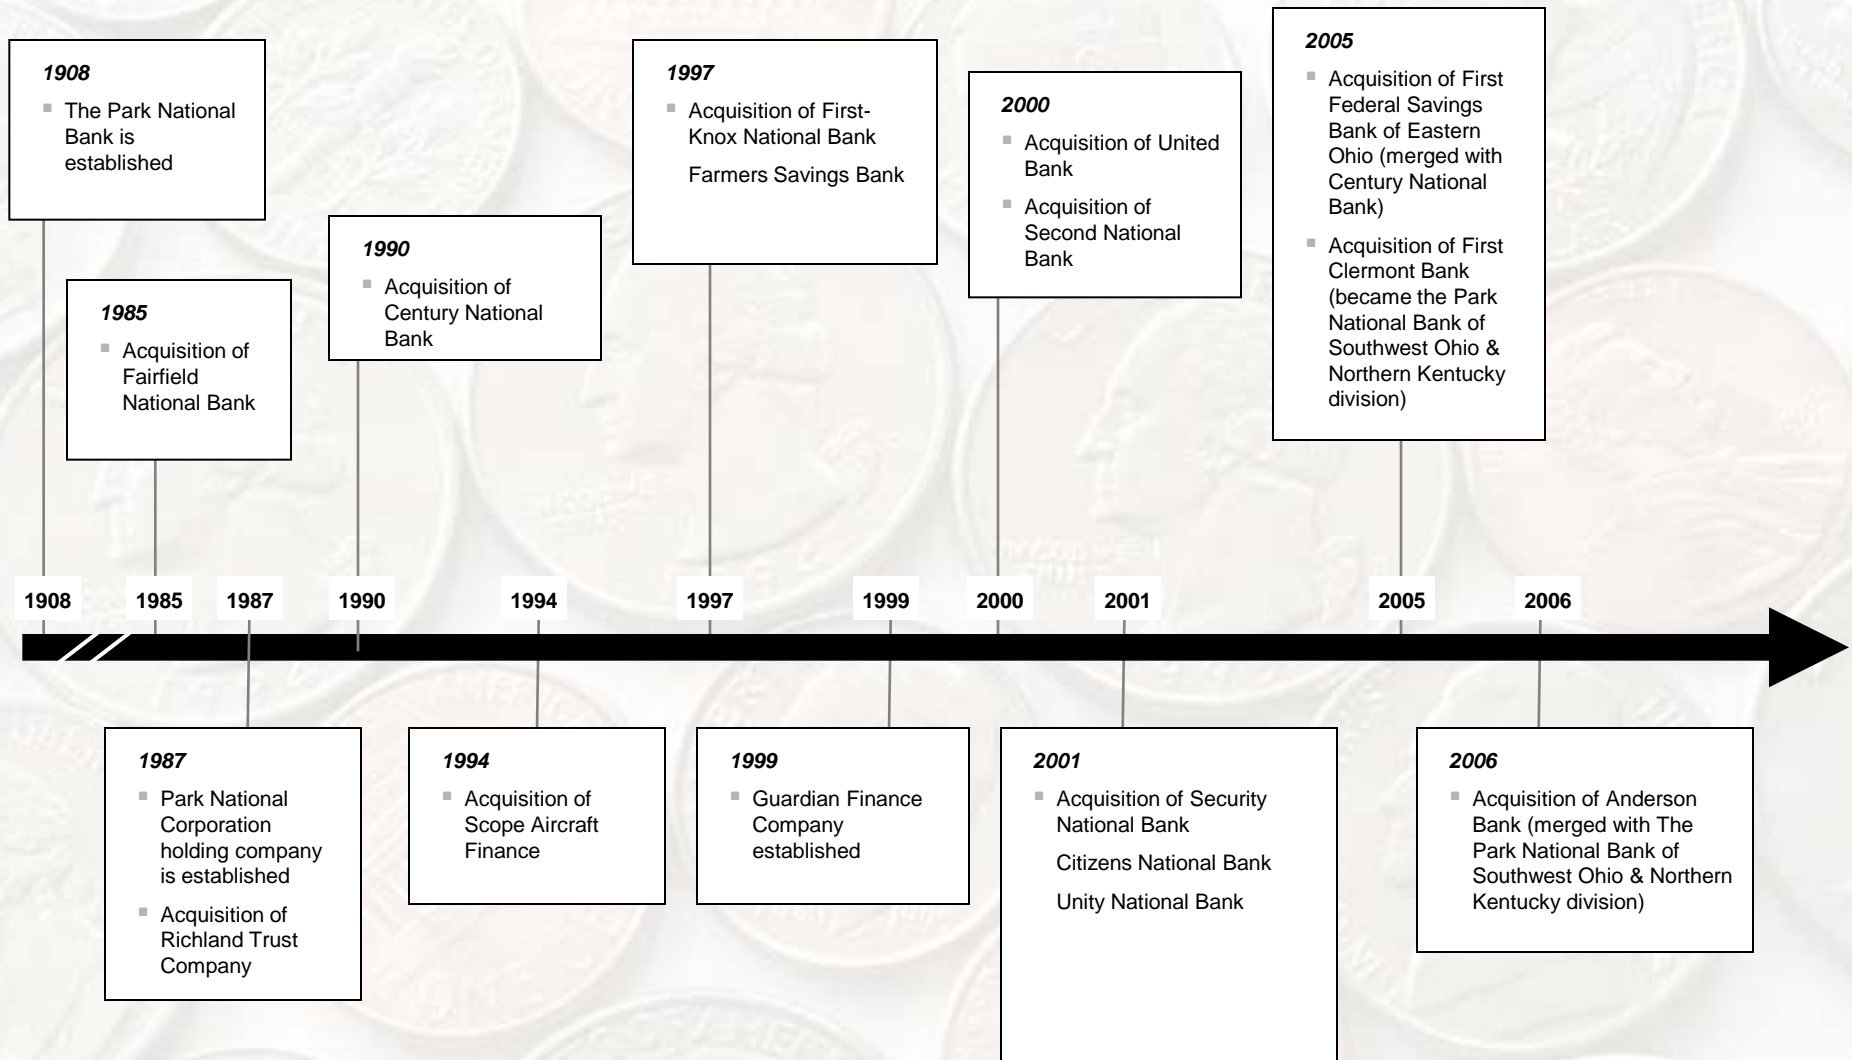 1908
▪ The Park National
Bank is
established
1985
▪ Acquisition of
Fairfield
National Bank
1990
▪ Acquisition of
Century National
Bank
1997
▪ Acquisition of First-
Knox National Bank
Farmers Savings Bank
2000
▪ Acquisition of United
Bank
▪ Acquisition of
Second National
Bank
2005
▪ Acquisition of First
Federal Savings
Bank of Eastern
Ohio (merged with
Century National
Bank)
▪ Acquisition of First
Clermont Bank
(became the Park
National Bank of
Southwest Ohio &
Northern Kentucky
division)
1908 1985 1987 1990 1994 1997 1999 2000 2001 2005 2006
1987
▪ Park National
Corporation
holding company
is established
▪ Acquisition of
Richland Trust
Company
1994
▪ Acquisition of
Scope Aircraft
Finance
1999
▪ Guardian Finance
Company
established
2001
▪ Acquisition of Security
National Bank
Citizens National Bank
Unity National Bank
2006
▪ Acquisition of Anderson
Bank (merged with The
Park National Bank of
Southwest Ohio & Northern
Kentucky division)